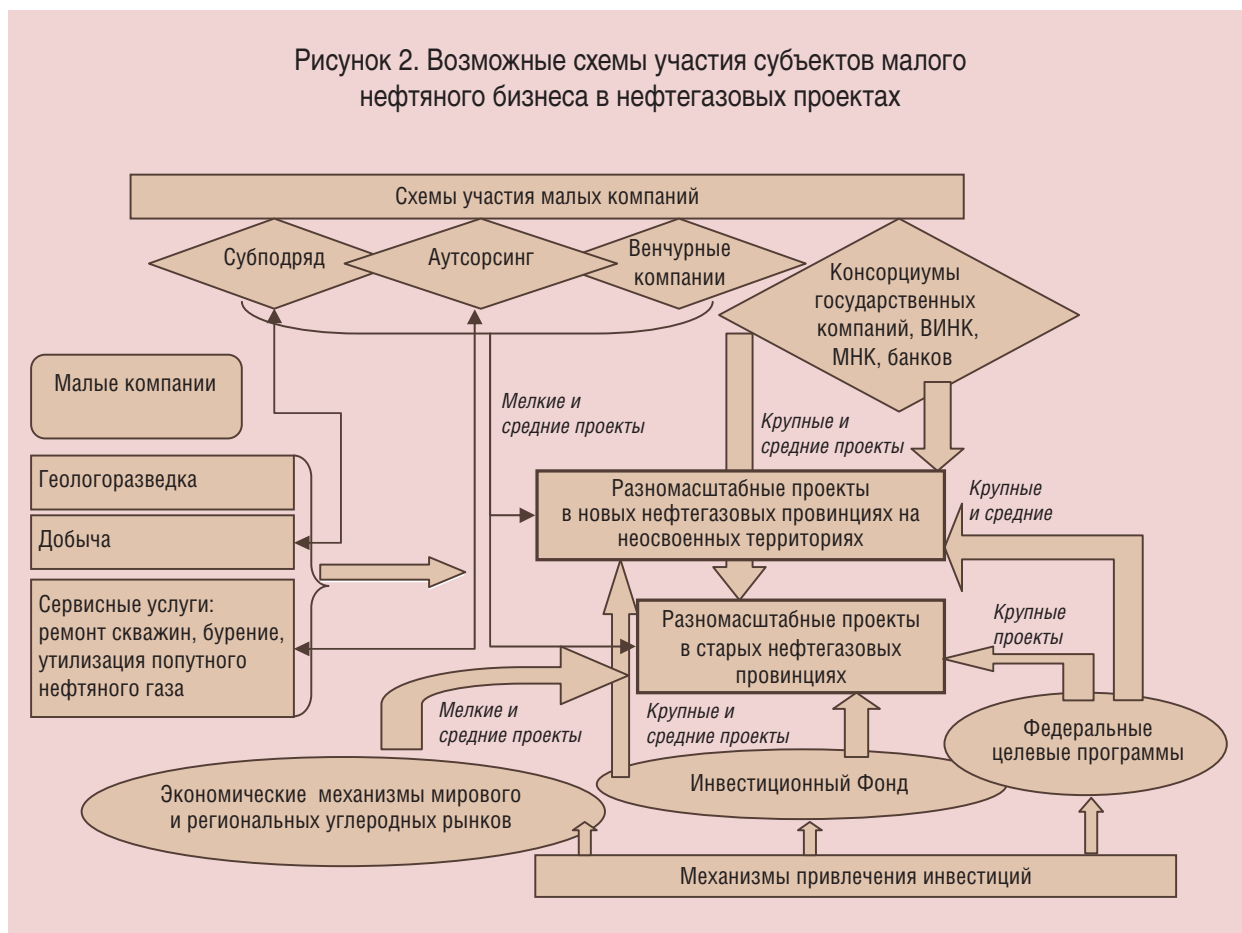 Рисунок 2. Возможные схемы участия субъектов малого
нефтяного бизнеса в нефтегазовых проектах
Схемы участия малых компаний
Субподряд
Аутсорсинг
Венчурные
компании
Консорциумы
государственных
компаний, ВИНК,
МНК, банков
Малые компании
Геологоразведка
Добыча
Сервисные услуги:
ремонт скважин, бурение,
утилизация попутного
нефтяного газа
Мелкие и
средние проекты
Крупные и
средние проекты
Разномасштабные проекты
в новых нефтегазовых провинциях на
неосвоенных территориях
Крупные
и средние
Разномасштабные проекты
в старых нефтегазовых
провинциях
Крупные
проекты
Мелкие и
средние проекты
Крупные и
средние проекты
Федеральные
целевые программы
Экономические механизмы мирового
и региональных углеродных рынков
Инвестиционный Фонд
Механизмы привлечения инвестиций